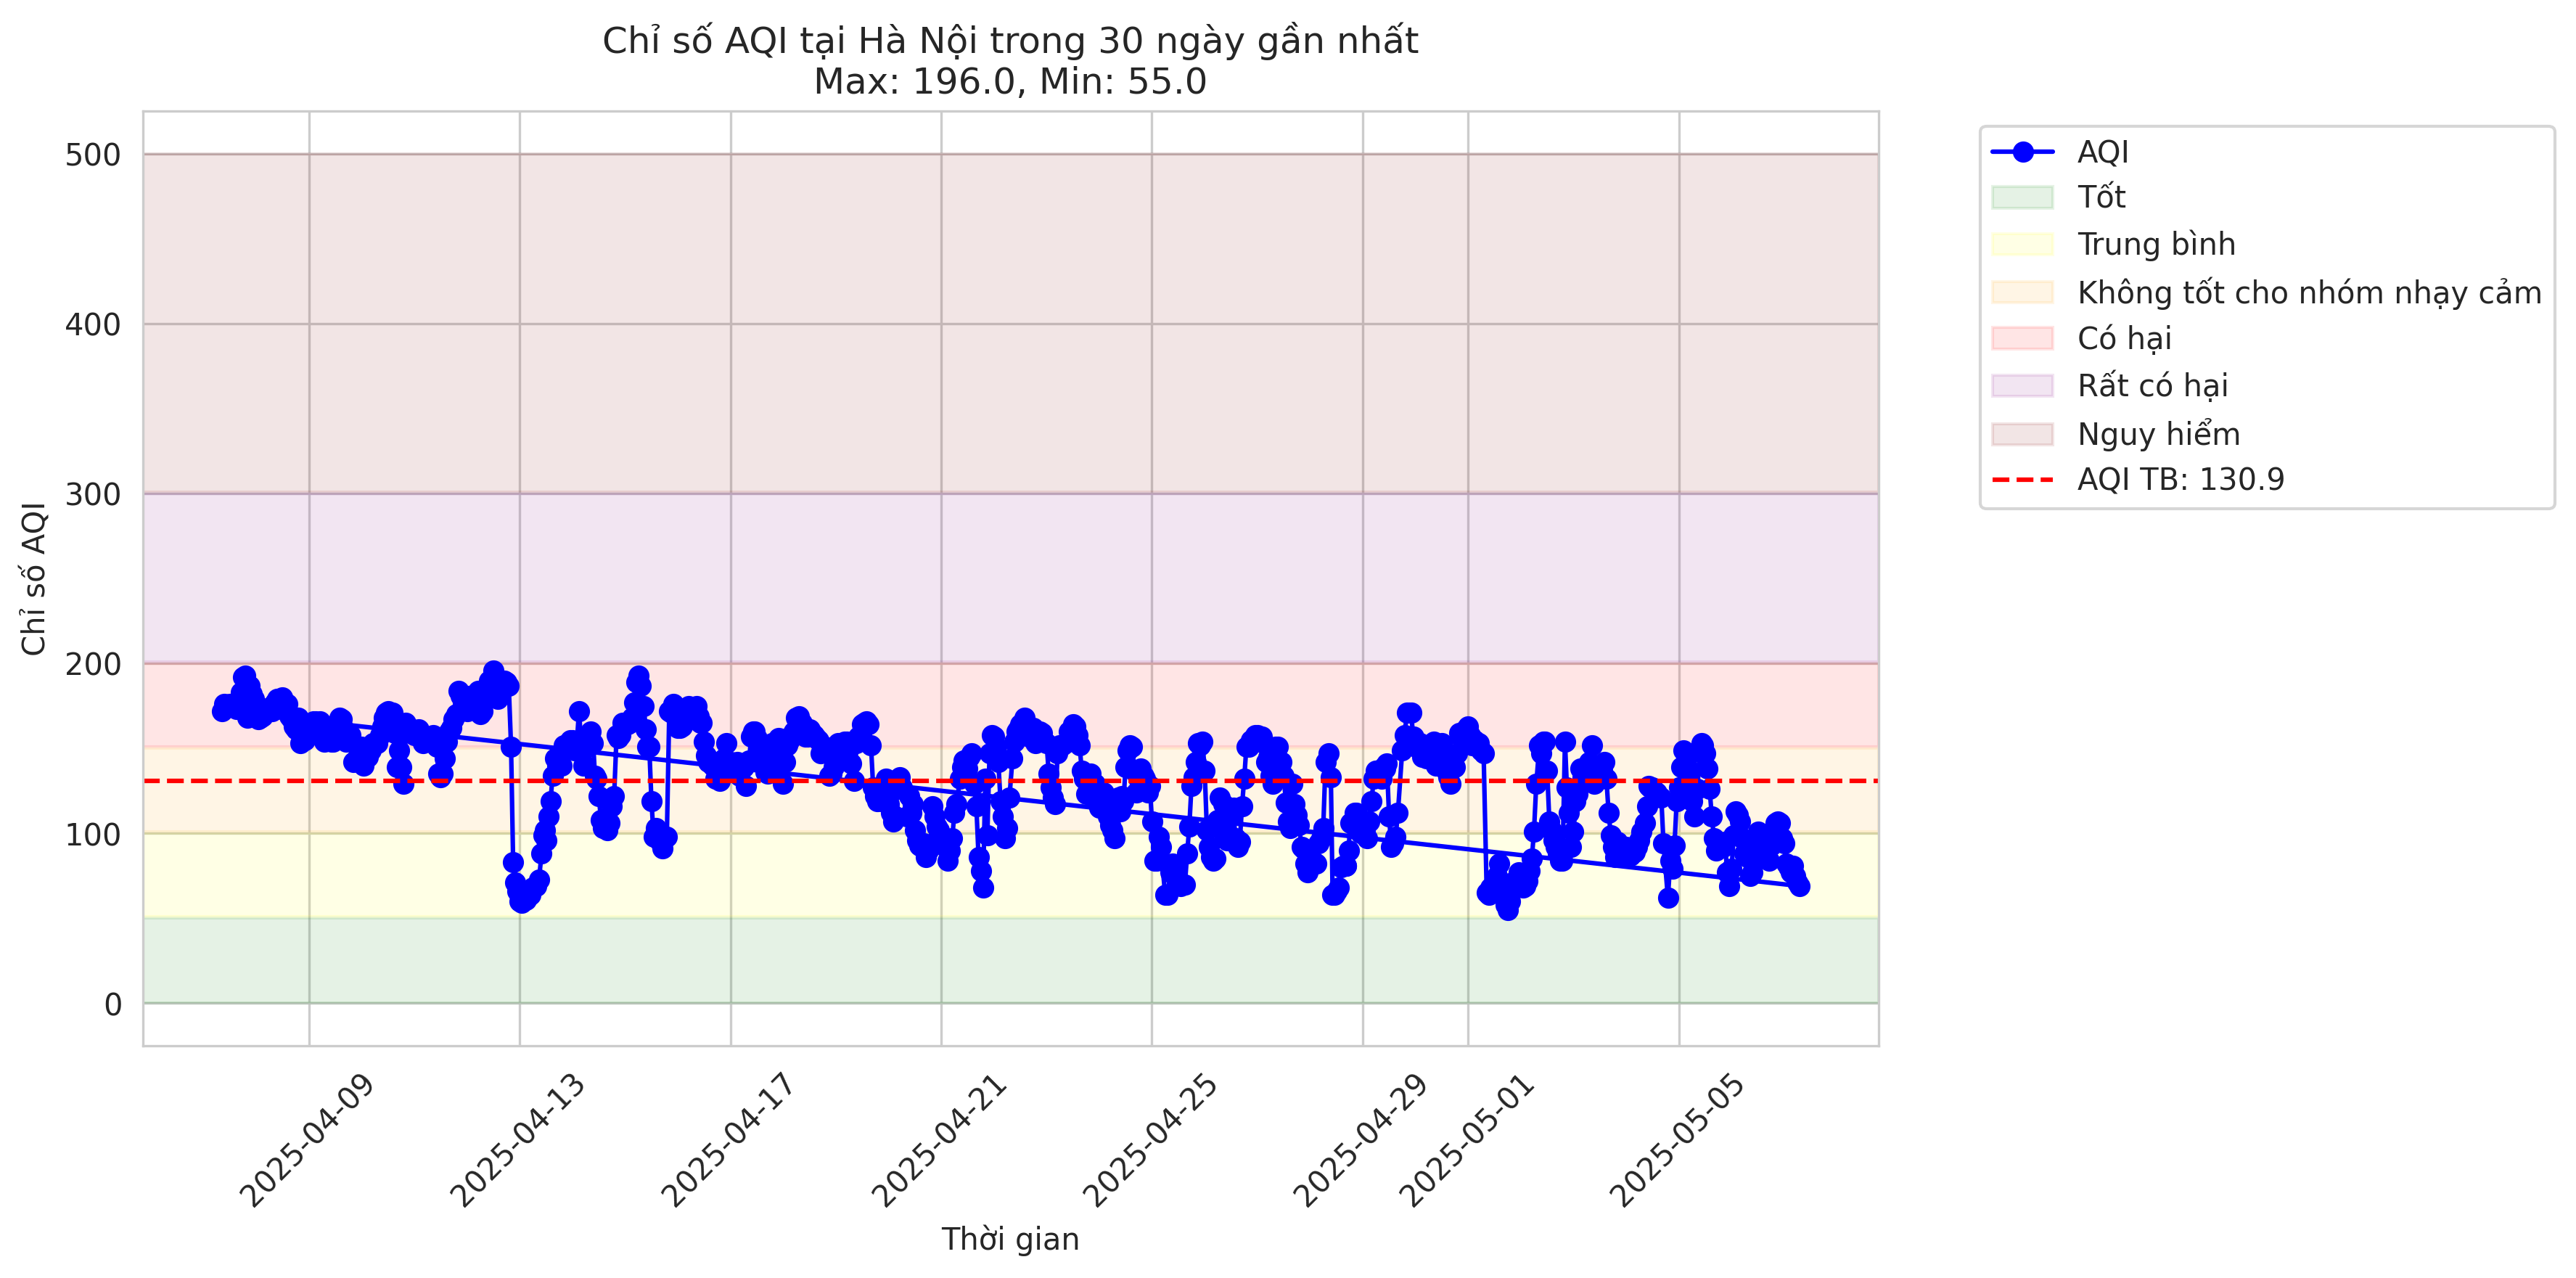 Chỉ số AQI tại Hà Nội trong 30 ngày gần nhất
Max: 196.0, Min: 55.0
Chỉ số AQI
500
400
300
200
100
0
2025-04-09
2025-04-13
2025-04-17
2025-04-21
2025-04-25
2025-04-29
2025-05-01
2025-05-05
Thời gian
AQI
Tốt
Trung bình
Không tốt cho nhóm nhạy cảm
Có hại
Rất có hại
Nguy hiểm
AQI TB: 130.9